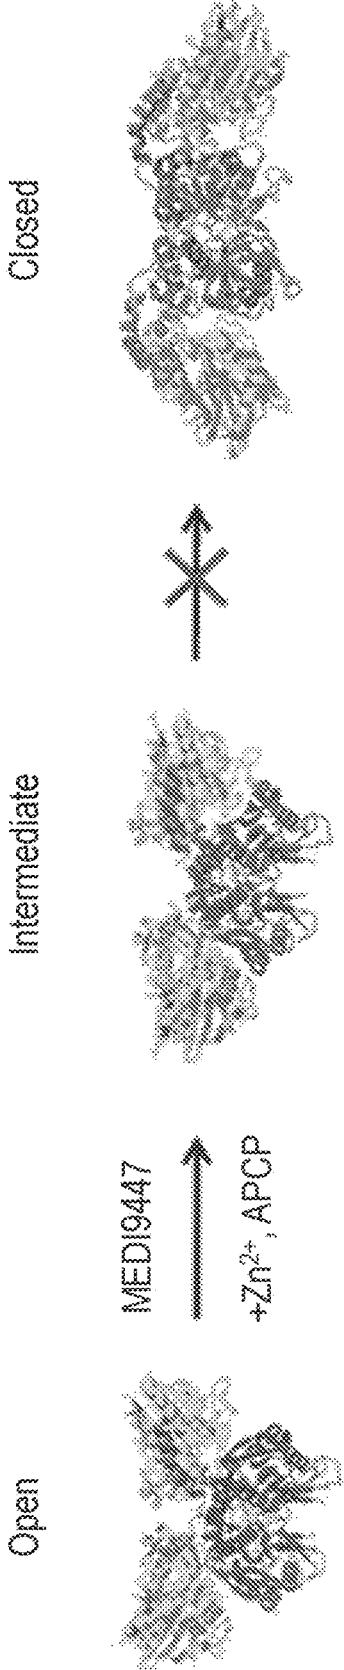 Open
MEDI9447
+Zn²⁺, APCP
Intermediate
Closed